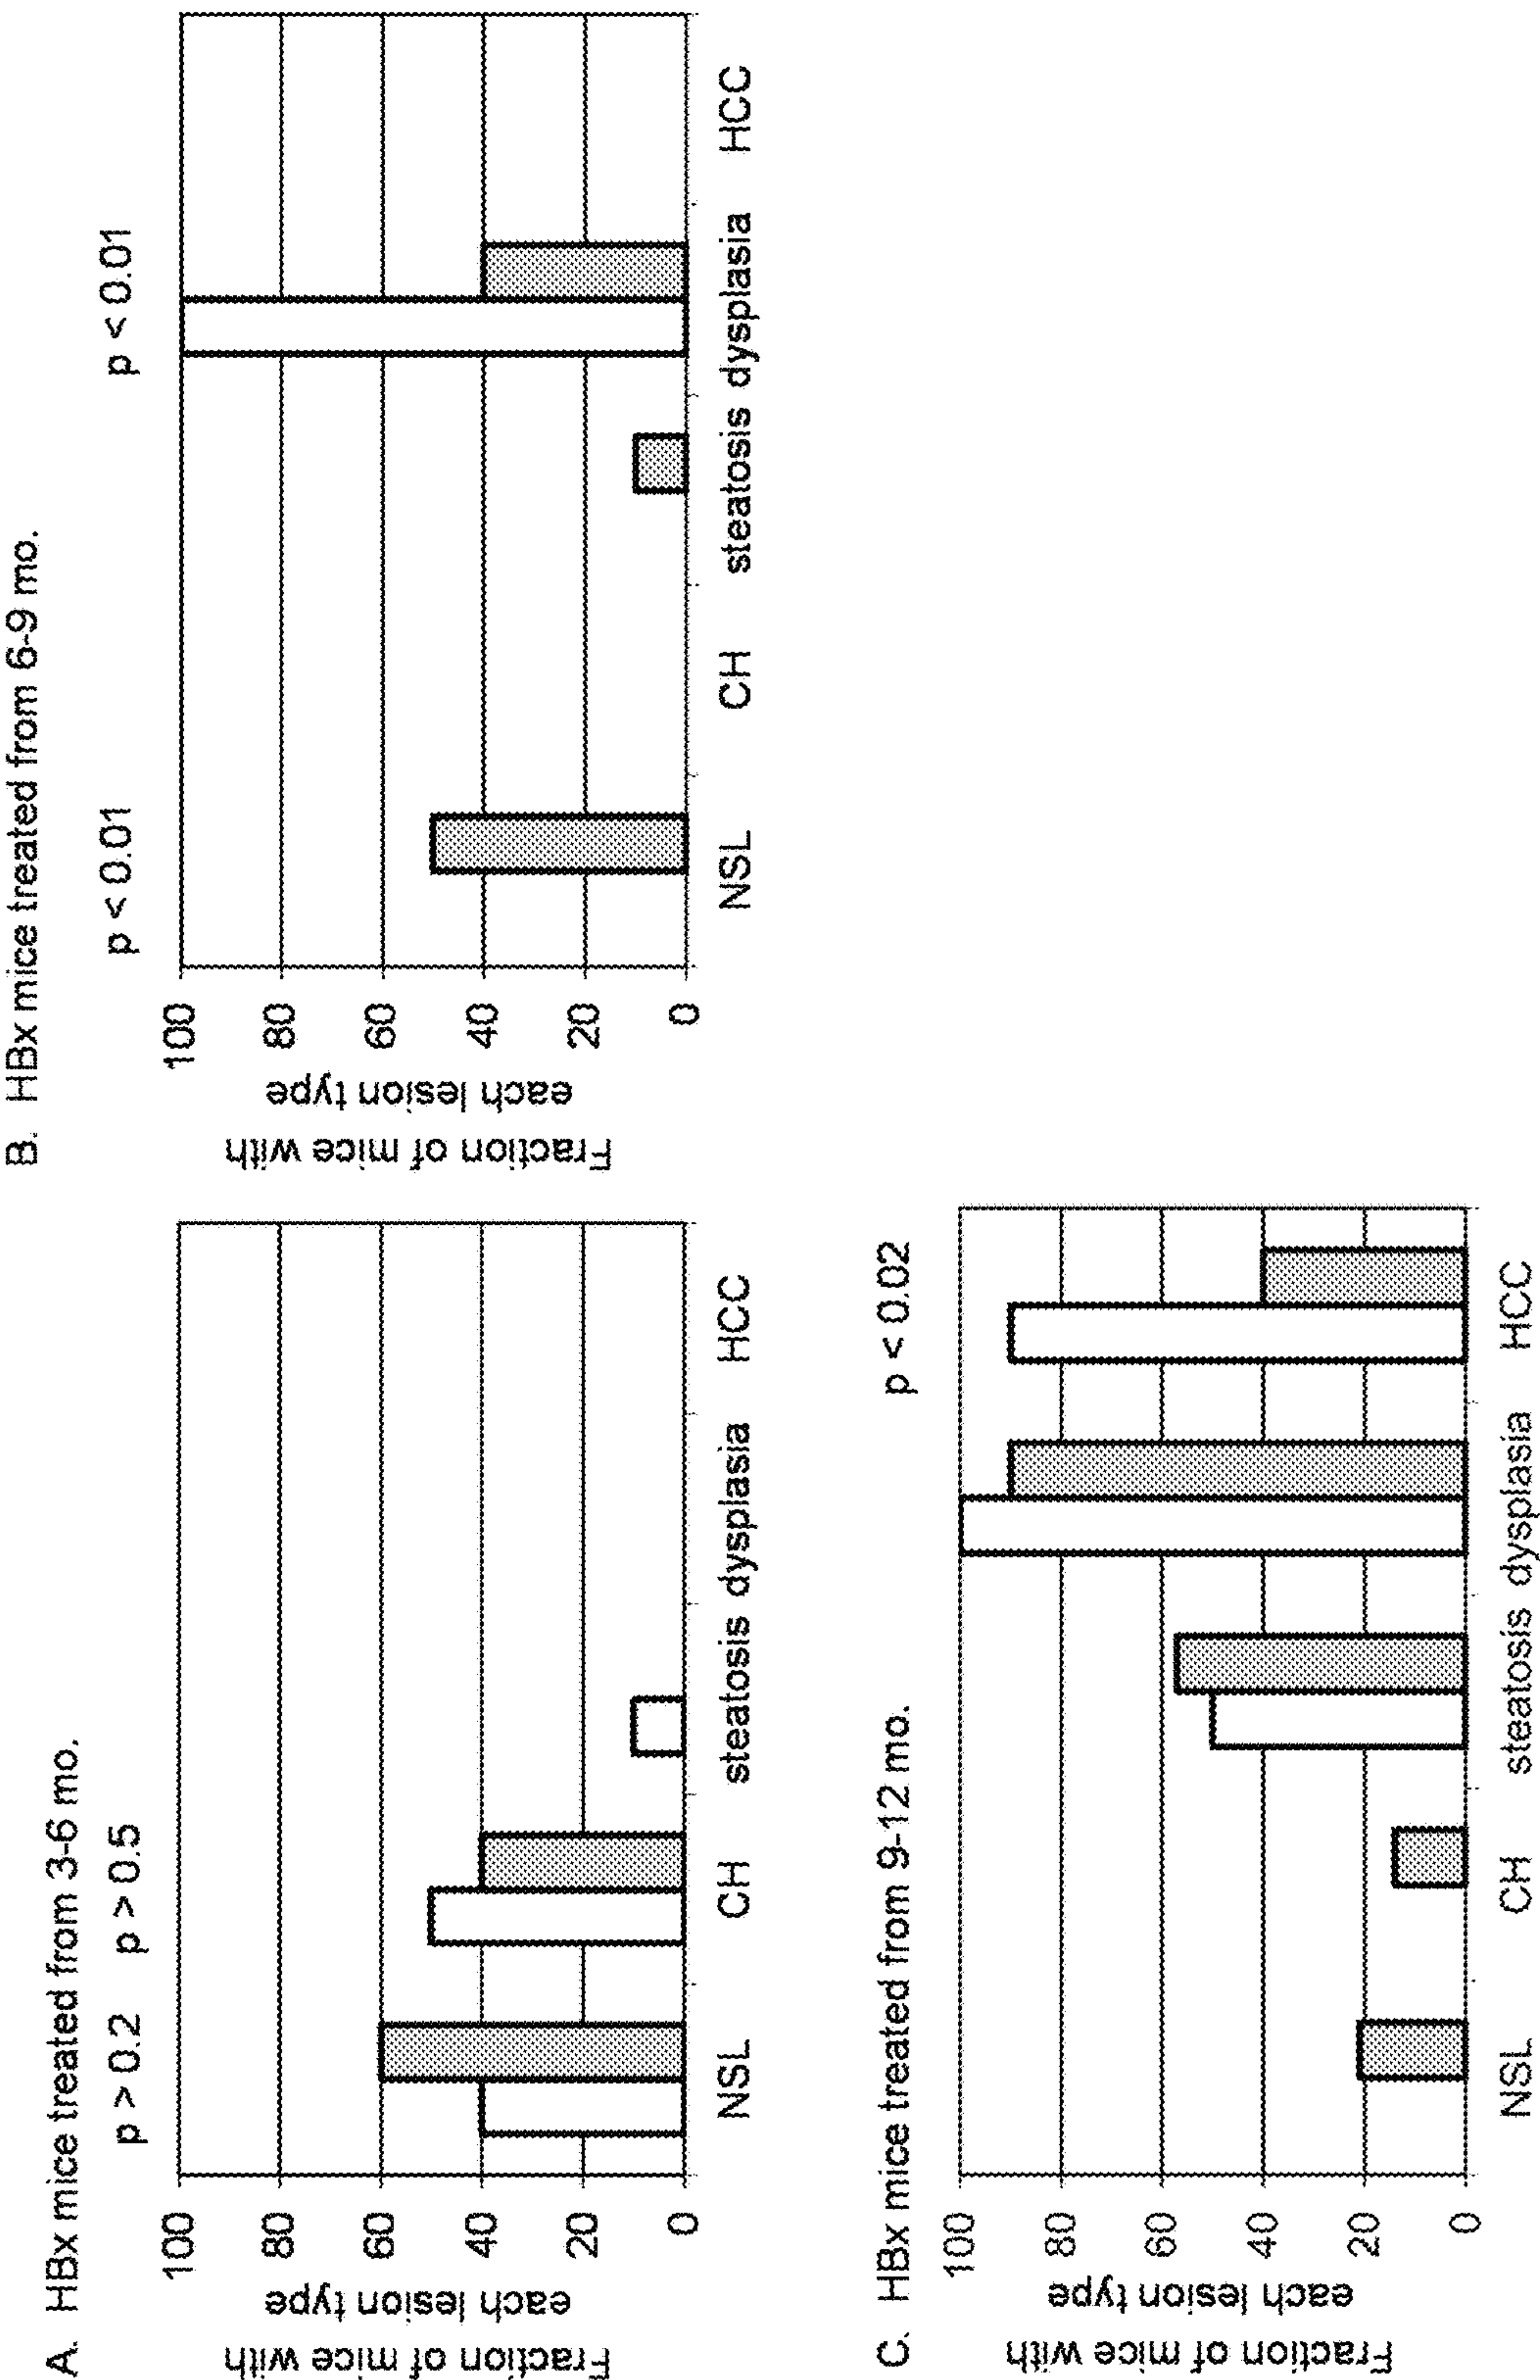 A. HBx mice treated from 3-6 mo.
p > 0.2 p > 0.5
Fraction of mice with
each lesion type
100
80
60
40
20
0
NSL CH steatosis dysplasia HCC
B. HBx mice treated from 6-9 mo.
p < 0.01 p < 0.01
Fraction of mice with
each lesion type
100
80
60
40
20
0
NSL CH steatosis dysplasia HCC
C. HBx mice treated from 9-12 mo.
p < 0.02
Fraction of mice with
each lesion type
100
80
60
40
20
0
NSL CH steatosis dysplasia HCC